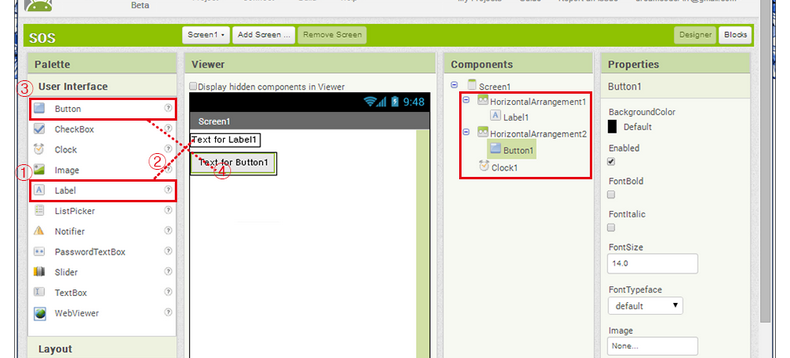 Beta
SOS
Screen1
Add Screen ...
Remove Screen
Designer
Blocks
Palette
User Interface
③
Button
CheckBox
Clock
①
Image
Label
ListPicker
Notifier
PasswordTextBox
Slider
TextBox
WebViewer
Layout
Viewer
Display hidden components in Viewer
9:48
Screen1
Text for Label1
②
Text for Button1
④
Components
Screen1
HorizontalArrangement1
Label1
HorizontalArrangement2
Button1
Clock1
Properties
Button1
BackgroundColor
Default
Enabled
FontBold
FontItalic
FontSize
14.0
FontTypeface
default
Image
None...